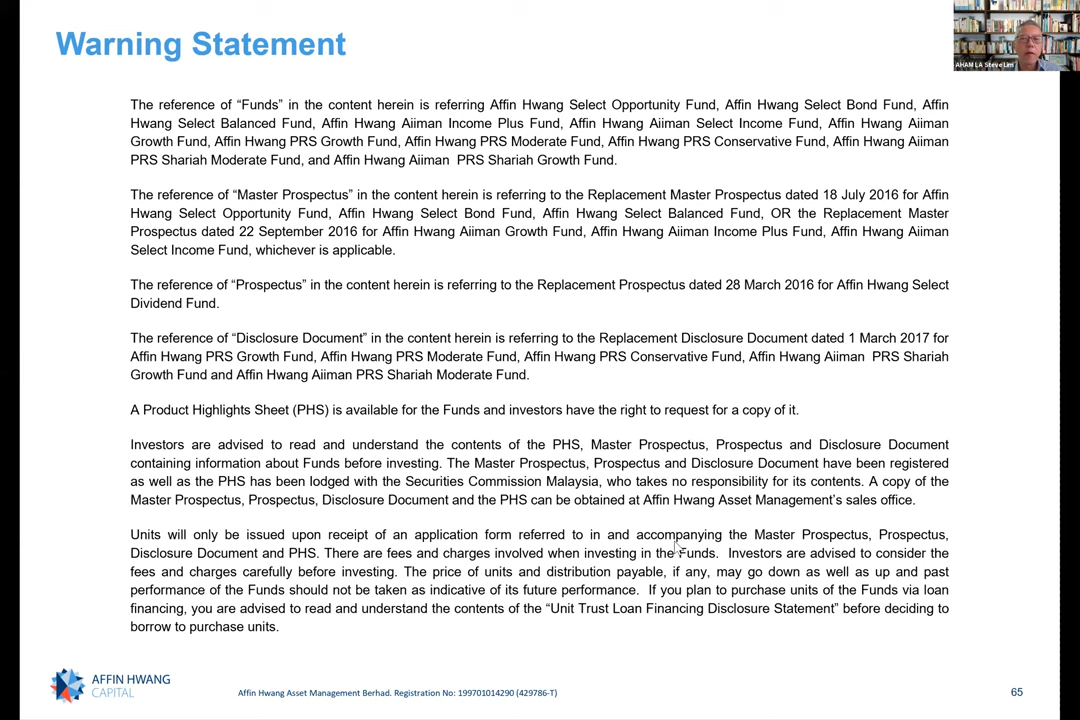 Warning Statement
AHAM LA Steve Lim
The reference of “Funds” in the content herein is referring Affin Hwang Select Opportunity Fund, Affin Hwang Select Bond Fund, Affin
Hwang Select Balanced Fund, Affin Hwang Aiiman Income Plus Fund, Affin Hwang Aiiman Select Income Fund, Affin Hwang Aiiman
Growth Fund, Affin Hwang PRS Growth Fund, Affin Hwang PRS Moderate Fund, Affin Hwang PRS Conservative Fund, Affin Hwang Aiiman
PRS Shariah Moderate Fund, and Affin Hwang Aiiman PRS Shariah Growth Fund.
The reference of “Master Prospectus” in the content herein is referring to the Replacement Master Prospectus dated 18 July 2016 for Affin
Hwang Select Opportunity Fund, Affin Hwang Select Bond Fund, Affin Hwang Select Balanced Fund, OR the Replacement Master
Prospectus dated 22 September 2016 for Affin Hwang Aiiman Growth Fund, Affin Hwang Aiiman Income Plus Fund, Affin Hwang Aiiman
Select Income Fund, whichever is applicable.
The reference of “Prospectus” in the content herein is referring to the Replacement Prospectus dated 28 March 2016 for Affin Hwang Select
Dividend Fund.
The reference of “Disclosure Document” in the content herein is referring to the Replacement Disclosure Document dated 1 March 2017 for
Affin Hwang PRS Growth Fund, Affin Hwang PRS Moderate Fund, Affin Hwang PRS Conservative Fund, Affin Hwang Aiiman PRS Shariah
Growth Fund and Affin Hwang Aiiman PRS Shariah Moderate Fund.
A Product Highlights Sheet (PHS) is available for the Funds and investors have the right to request for a copy of it.
Investors are advised to read and understand the contents of the PHS, Master Prospectus, Prospectus and Disclosure Document
containing information about Funds before investing. The Master Prospectus, Prospectus and Disclosure Document have been registered
as well as the PHS has been lodged with the Securities Commission Malaysia, who takes no responsibility for its contents. A copy of the
Master Prospectus, Prospectus, Disclosure Document and the PHS can be obtained at Affin Hwang Asset Management’s sales office.
Units will only be issued upon receipt of an application form referred to in and accompanying the Master Prospectus, Prospectus,
Disclosure Document and PHS. There are fees and charges involved when investing in the Funds. Investors are advised to consider the
fees and charges carefully before investing. The price of units and distribution payable, if any, may go down as well as up and past
performance of the Funds should not be taken as indicative of its future performance. If you plan to purchase units of the Funds via loan
financing, you are advised to read and understand the contents of the “Unit Trust Loan Financing Disclosure Statement” before deciding to
borrow to purchase units.
AFFIN HWANG
CAPITAL
Affin Hwang Asset Management Berhad. Registration No: 199701014290 (429786-T)
65